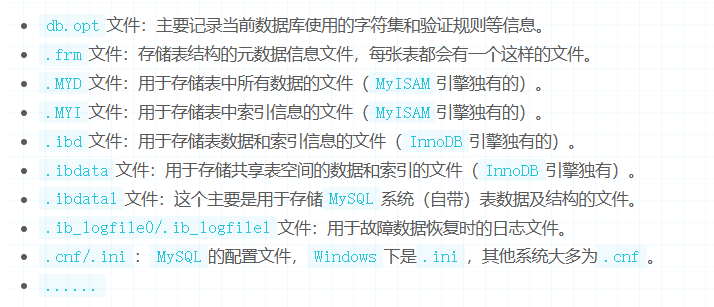 db.opt 文件：主要记录当前数据库使用的字符集和验证规则等信息。
.frm 文件：存储表结构的元数据信息文件，每张表都会有一个这样的文件。
.MYD 文件：用于存储表中所有数据的文件（ MyISAM 引擎独有的）。
.MYI 文件：用于存储表中索引信息的文件（ MyISAM 引擎独有的）。
.ibd 文件：用于存储表数据和索引信息的文件（ InnoDB 引擎独有的）。
.ibdata 文件：用于存储共享表空间的数据和索引的文件（ InnoDB 引擎独有）。
.ibdata1 文件：这个主要是用于存储 MySQL 系统（自带）表数据及结构的文件。
.ib_logfile0/.ib_logfile1 文件：用于故障数据恢复时的日志文件。
.cnf/.ini ： MySQL 的配置文件， Windows 下是 .ini ，其他系统大多为 .cnf 。
......